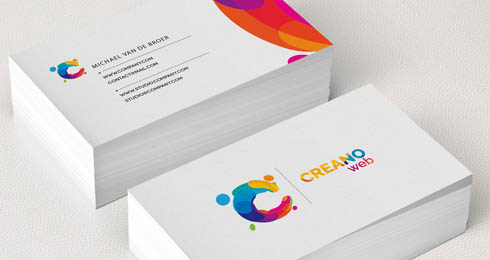 MICHAEL VAN DE BROER
WWW.COMPANY.COM
CONTACT@MAIL.COM
WWW.STUDIOCOMPANY.COM
STUDIO@COMPANY.COM
CREANO
web